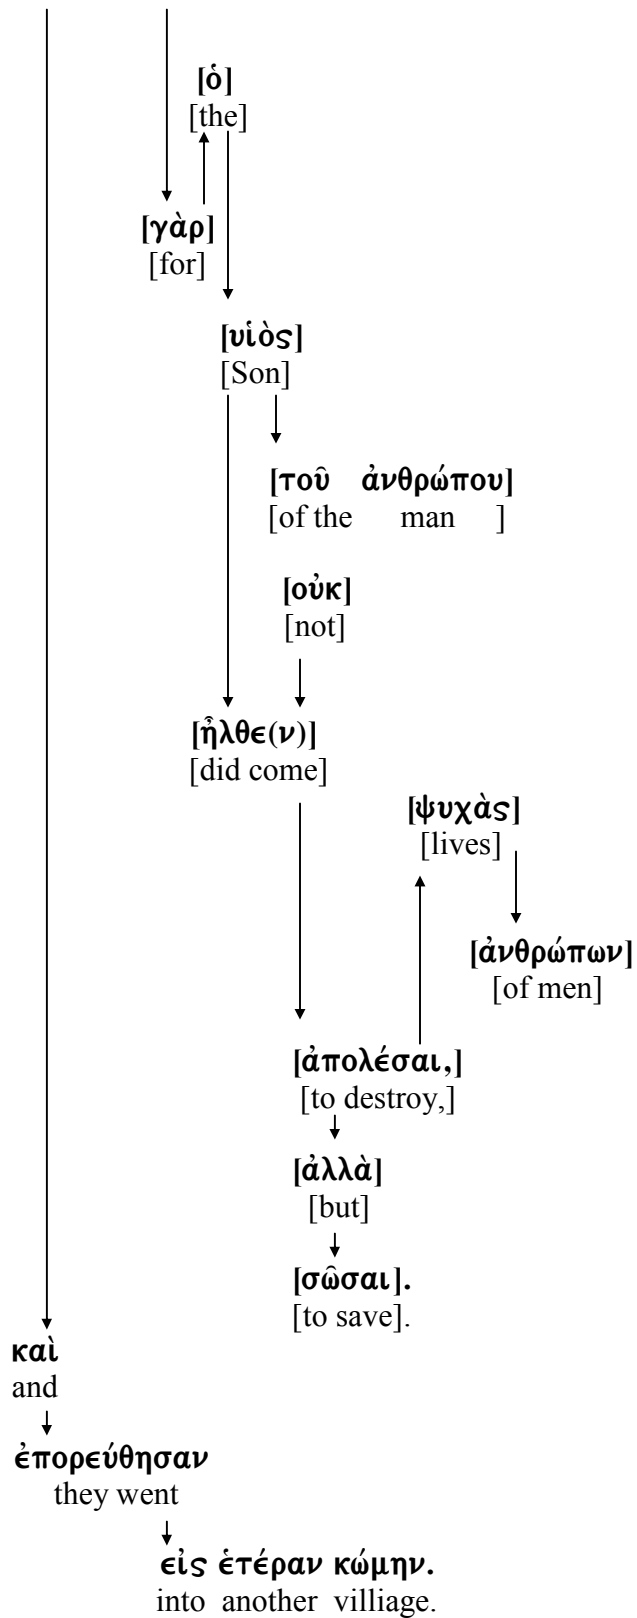 [ὁ]
[the]
[γὰρ]
[for]
[υἱὸς]
[Son]
[τοῦ ἀνθρώπου]
[of the man ]
[οὐκ]
[not]
[ἦλθε(ν)]
[did come]
[ψυχὰς]
[lives]
[ἀνθρώπων]
[of men]
[ἀπολέσαι,]
[to destroy,]
[ἀλλὰ]
[but]
[σῶσαι].
[to save].
καὶ
and
ἐπορεύθησαν
they went
εἰς ἑτέραν κώμην.
into another villiage.